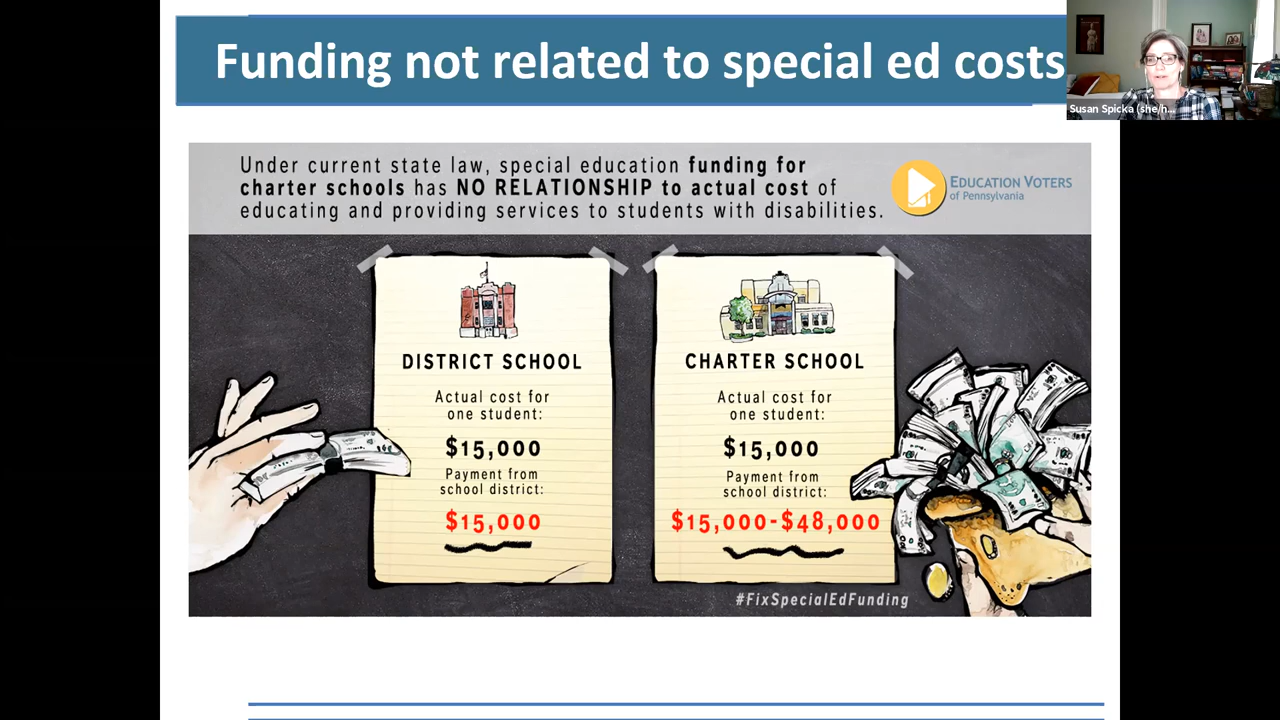 Funding not related to special ed costs
Susan Spicka (she/h...
Under current state law, special education funding for
charter schools has NO RELATIONSHIP to actual cost of
educating and providing services to students with disabilities.
EDUCATION VOTERS
of Pennsylvania
DISTRICT SCHOOL
Actual cost for
one student:
$15,000
Payment from
school district:
$15,000
CHARTER SCHOOL
Actual cost for
one student:
$15,000
Payment from
school district:
$15,000-$48,000
#FixSpecialEdFunding